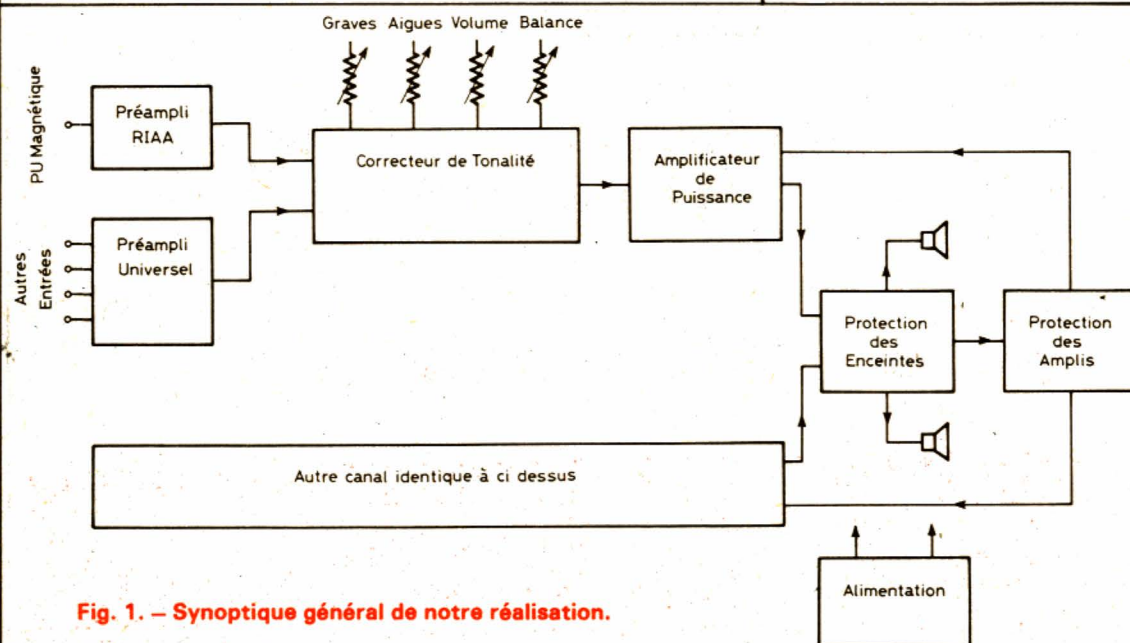 Graves Aigues Volume Balance
PU Magnétique
Préampli
RIAA
Correcteur de Tonalité
Amplificateur
de
Puissance
Autres
Entrées
Préampli
Universel
Protection
des
Enceintes
Protection
des
Amplis
Autre canal identique à ci dessus
Alimentation
Fig. 1. – Synoptique général de notre réalisation.